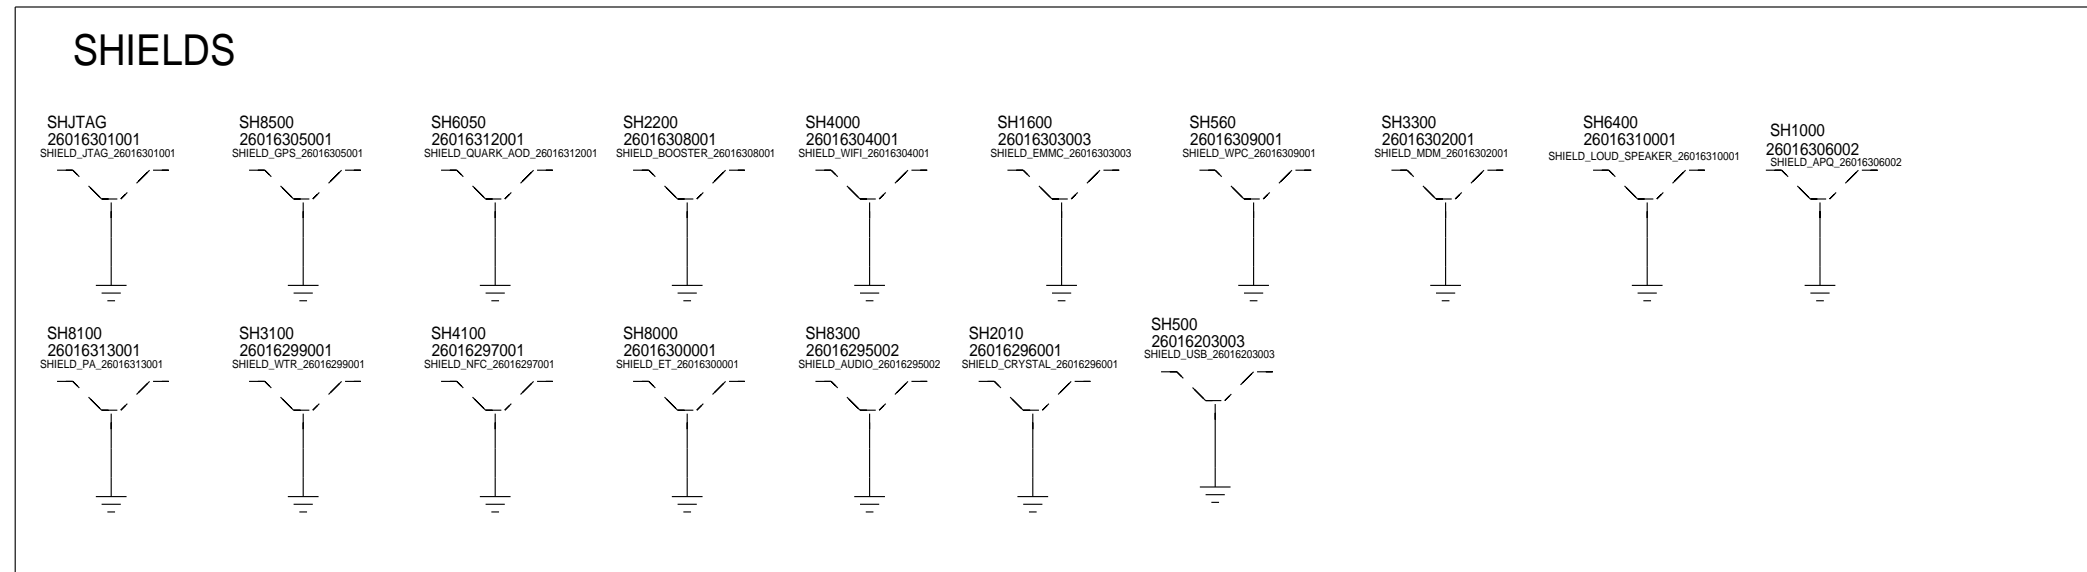 SHIELDS
SHJTAG
26016301001
SHIELD_JTAG_26016301001
SH8500
26016305001
SHIELD_GPS_26016305001
SH6050
26016312001
SHIELD_QUARK_AOD_26016312001
SH2200
26016308001
SHIELD_BOOSTER_26016308001
SH4000
26016304001
SHIELD_WIFI_26016304001
SH1600
26016303003
SHIELD_EMMC_26016303003
SH560
26016309001
SHIELD_WPC_26016309001
SH3300
26016302001
SHIELD_MDM_26016302001
SH6400
26016310001
SHIELD_LOUD_SPEAKER_26016310001
SH1000
26016306002
SHIELD_APQ_26016306002
SH8100
26016313001
SHIELD_PA_26016313001
SH3100
26016299001
SHIELD_WTR_26016299001
SH4100
26016297001
SHIELD_NFC_26016297001
SH8000
26016300001
SHIELD_ET_26016300001
SH8300
26016295002
SHIELD_AUDIO_26016295002
SH2010
26016296001
SHIELD_CRYSTAL_26016296001
SH500
26016203003
SHIELD_USB_26016203003